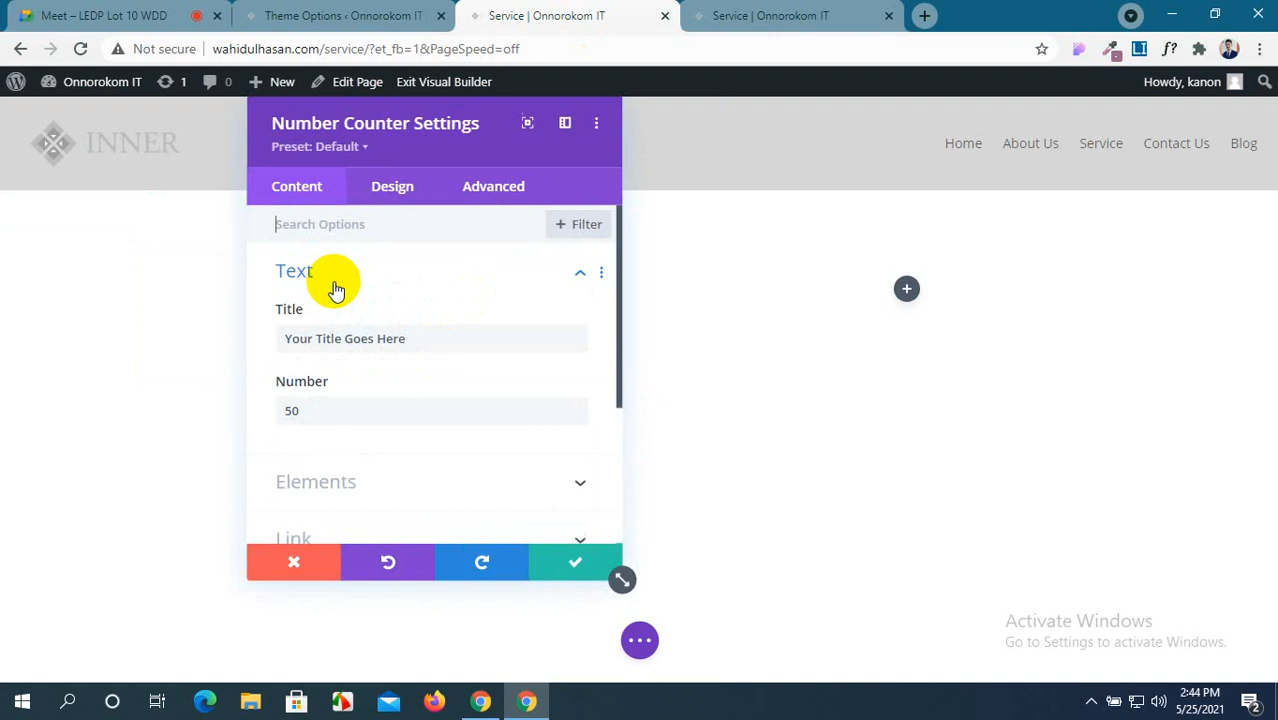 Meet – LEDP Lot 10 WDD
Theme Options ‹ Onnorokom IT
Service | Onnorokom IT
Service | Onnorokom IT
Not secure
wahidulhasan.com/service/?et_fb=1&PageSpeed=off
Onnorokom IT
1
0
New
Edit Page
Exit Visual Builder
Howdy, kanon
INNER
Home
About Us
Service
Contact Us
Blog
Number Counter Settings
Preset: Default
Content
Design
Advanced
Search Options
+ Filter
Text
Title
Your Title Goes Here
Number
50
Elements
Link
Activate Windows
Go to Settings to activate Windows.
2:44 PM
5/25/2021
2